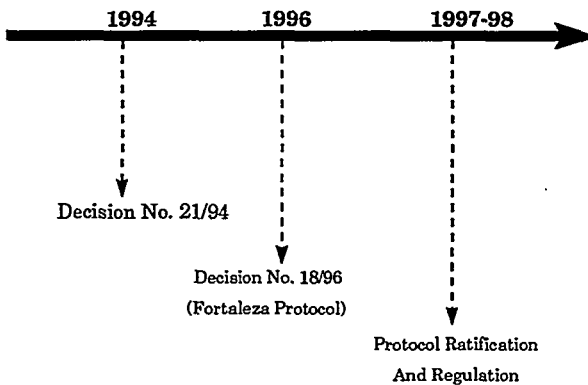 1994 1996 1997-98
Decision No. 21/94
Decision No. 18/96
(Fortaleza Protocol)
Protocol Ratification
And Regulation